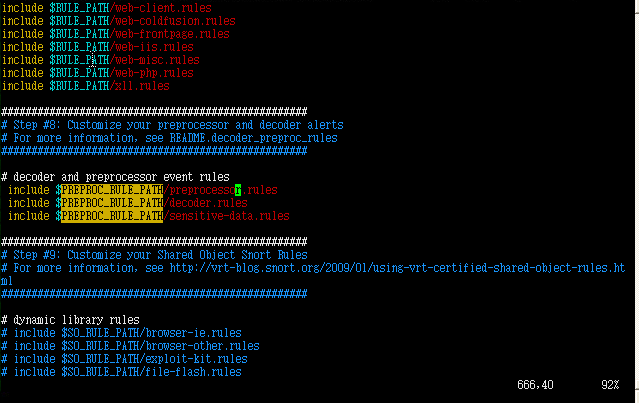 include $RULE_PATH/web-client.rules
include $RULE_PATH/web-coldfusion.rules
include $RULE_PATH/web-frontpage.rules
include $RULE_PATH/web-iis.rules
include $RULE_PATH/web-misc.rules
include $RULE_PATH/web-php.rules
include $RULE_PATH/x11.rules
###################################################
# Step #8: Customize your preprocessor and decoder alerts
# For more information, see README.decoder_preproc_rules
###################################################
# decoder and preprocessor event rules
include $PREPROC_RULE_PATH/preprocessor.rules
include $PREPROC_RULE_PATH/decoder.rules
include $PREPROC_RULE_PATH/sensitive-data.rules
###################################################
# Step #9: Customize your Shared Object Snort Rules
# For more information, see http://vrt-blog.snort.org/2009/01/using-vrt-certified-shared-object-rules.ht
ml
###################################################
# dynamic library rules
# include $SO_RULE_PATH/browser-ie.rules
# include $SO_RULE_PATH/browser-other.rules
# include $SO_RULE_PATH/exploit-kit.rules
# include $SO_RULE_PATH/file-flash.rules
666,40 92%